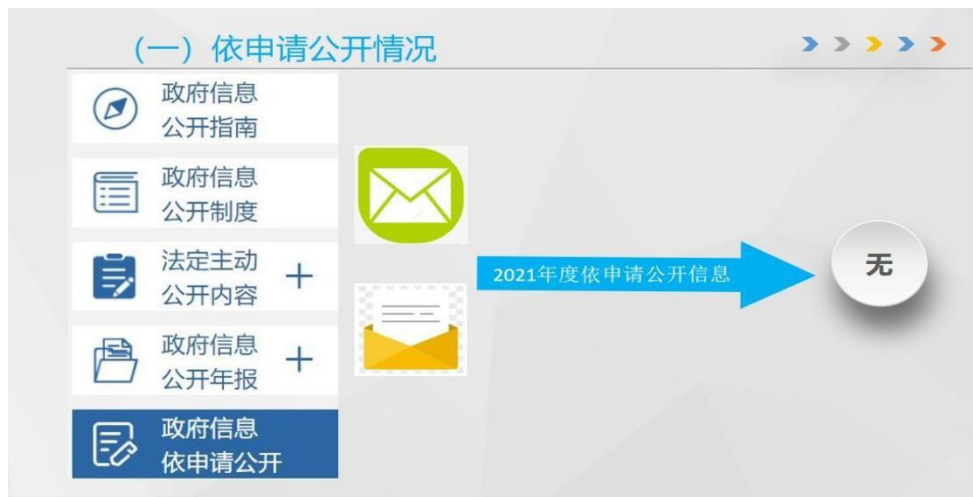 （一）依申请公开情况
政府信息
公开指南
政府信息
公开制度
法定主动
公开内容
政府信息
公开年报
政府信息
依申请公开
2021年度依申请公开信息
无